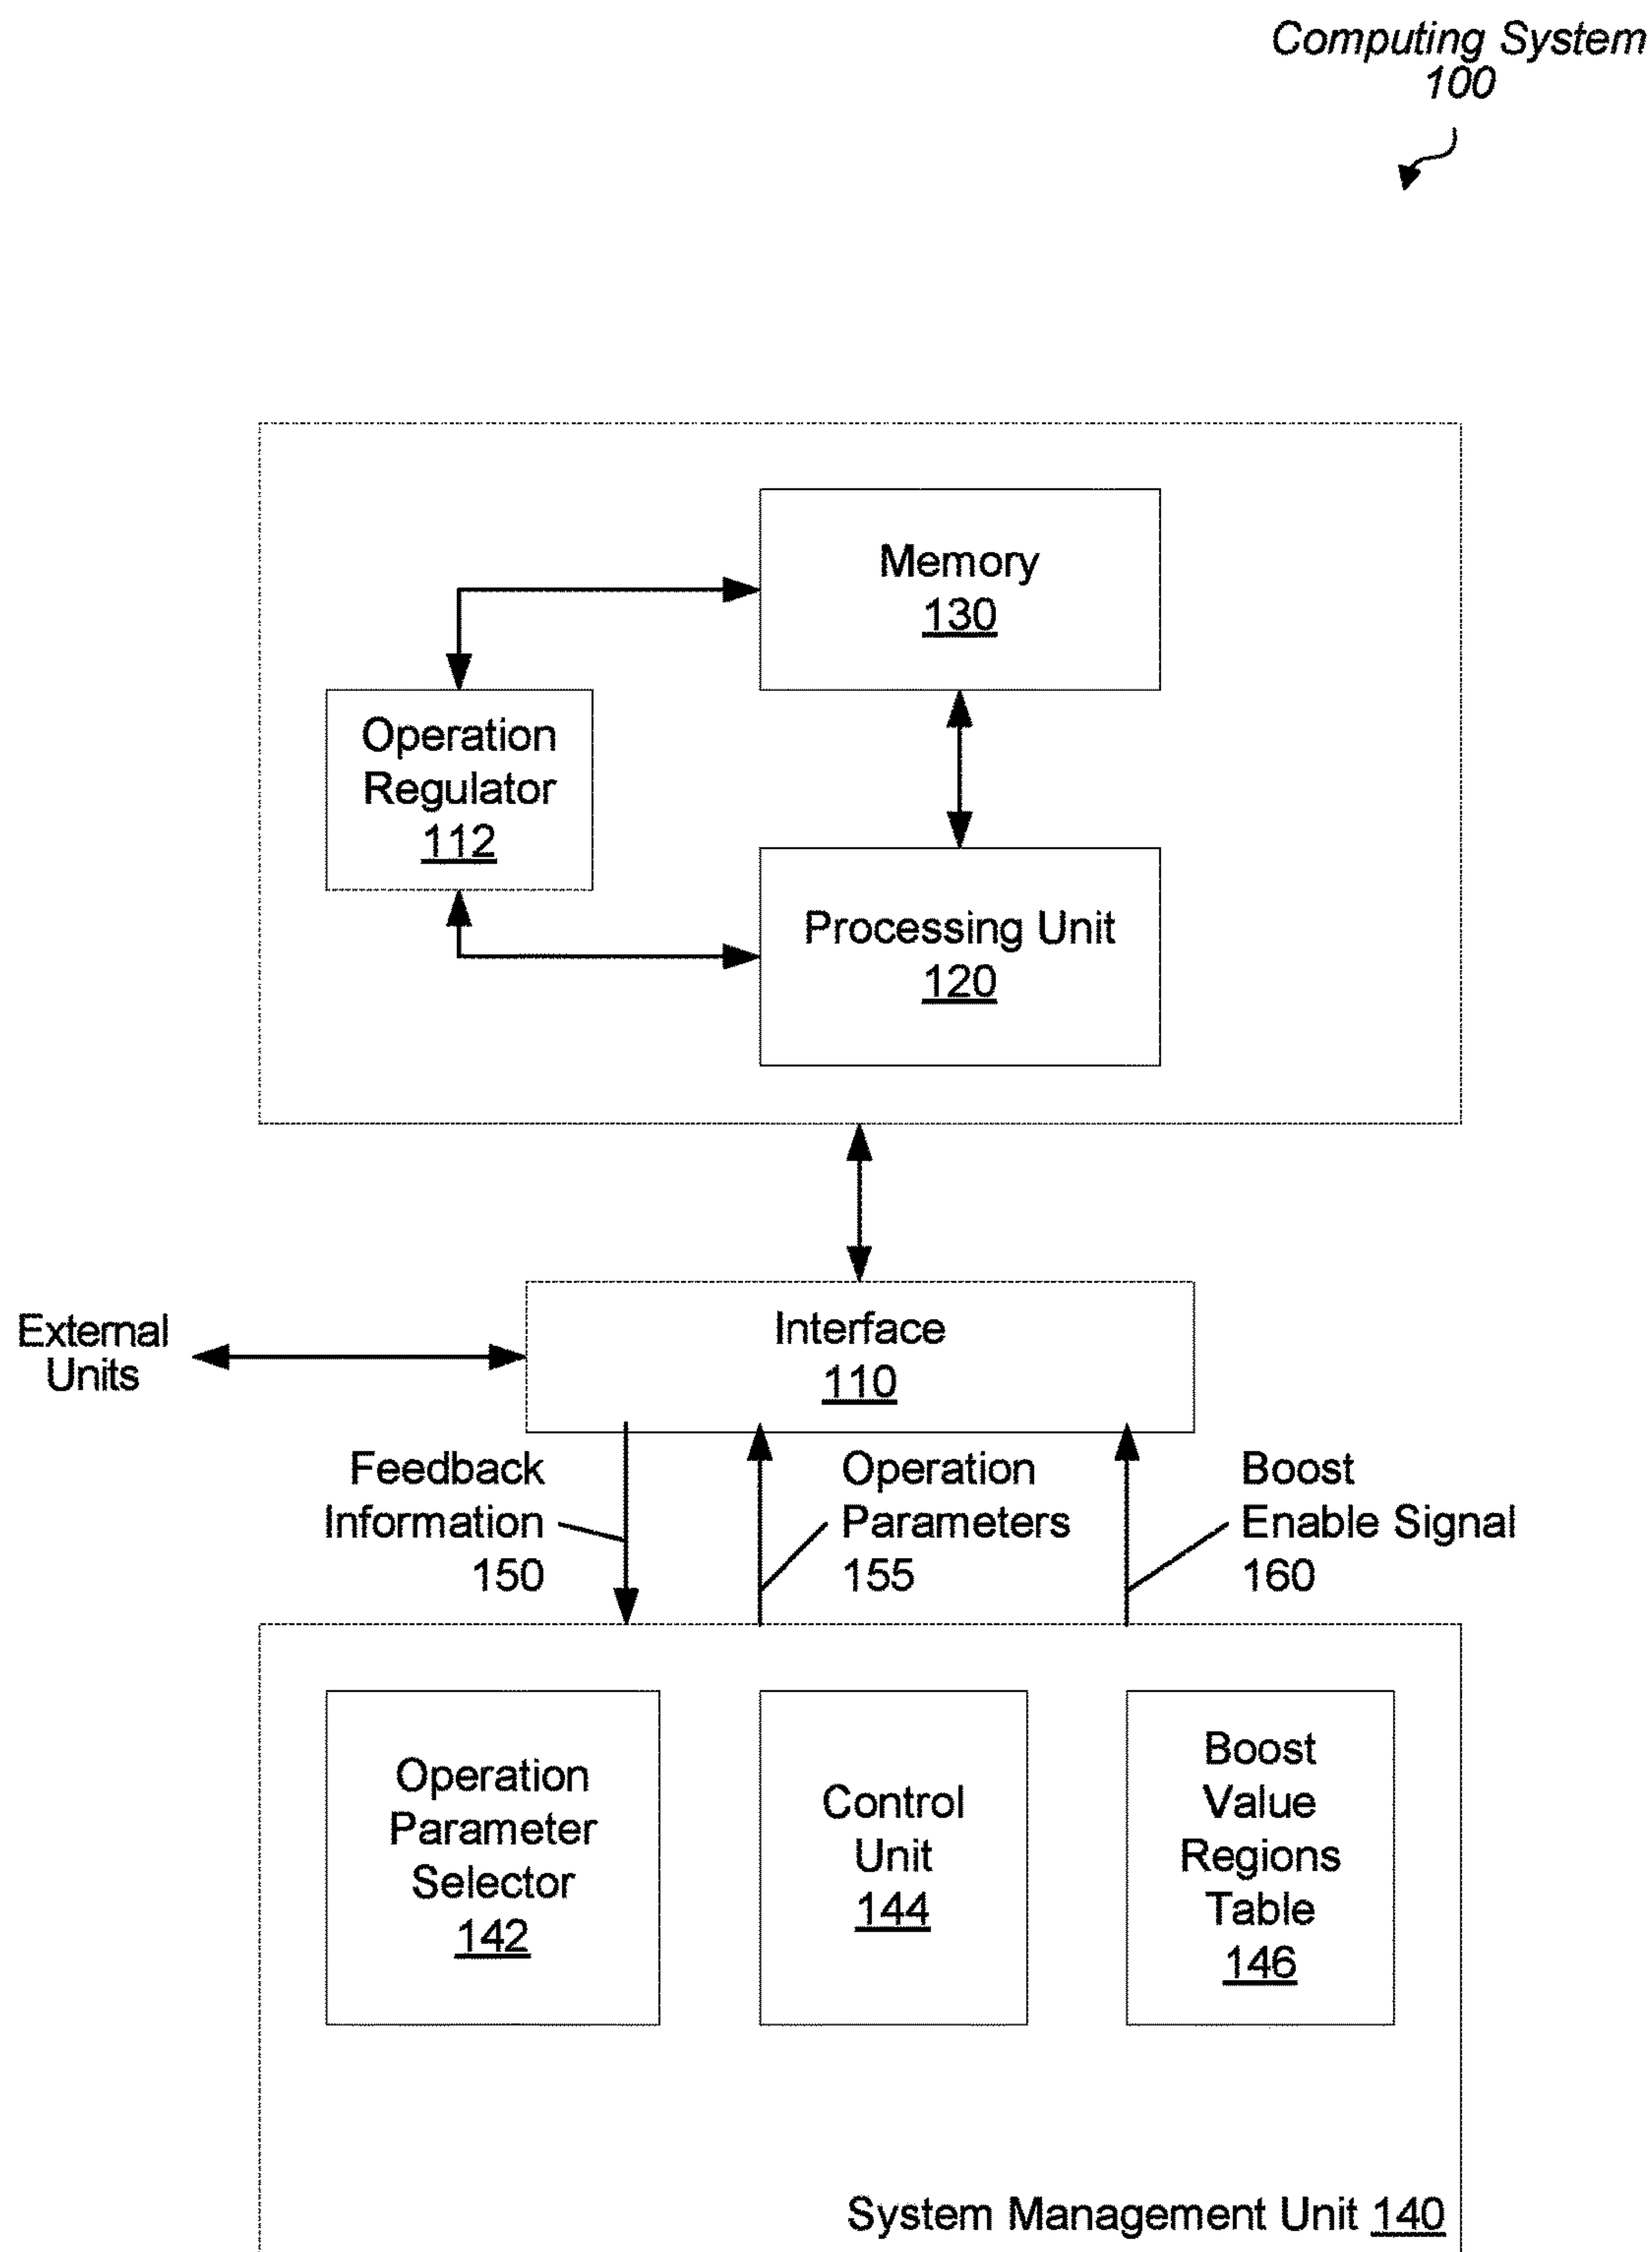 Computing System
100
Memory
130
Operation
Regulator
112
Processing Unit
120
External
Units
Interface
110
Feedback
Information
150
Operation
Parameters
155
Boost
Enable Signal
160
Operation
Parameter
Selector
142
Control
Unit
144
Boost
Value
Regions
Table
146
System Management Unit 140